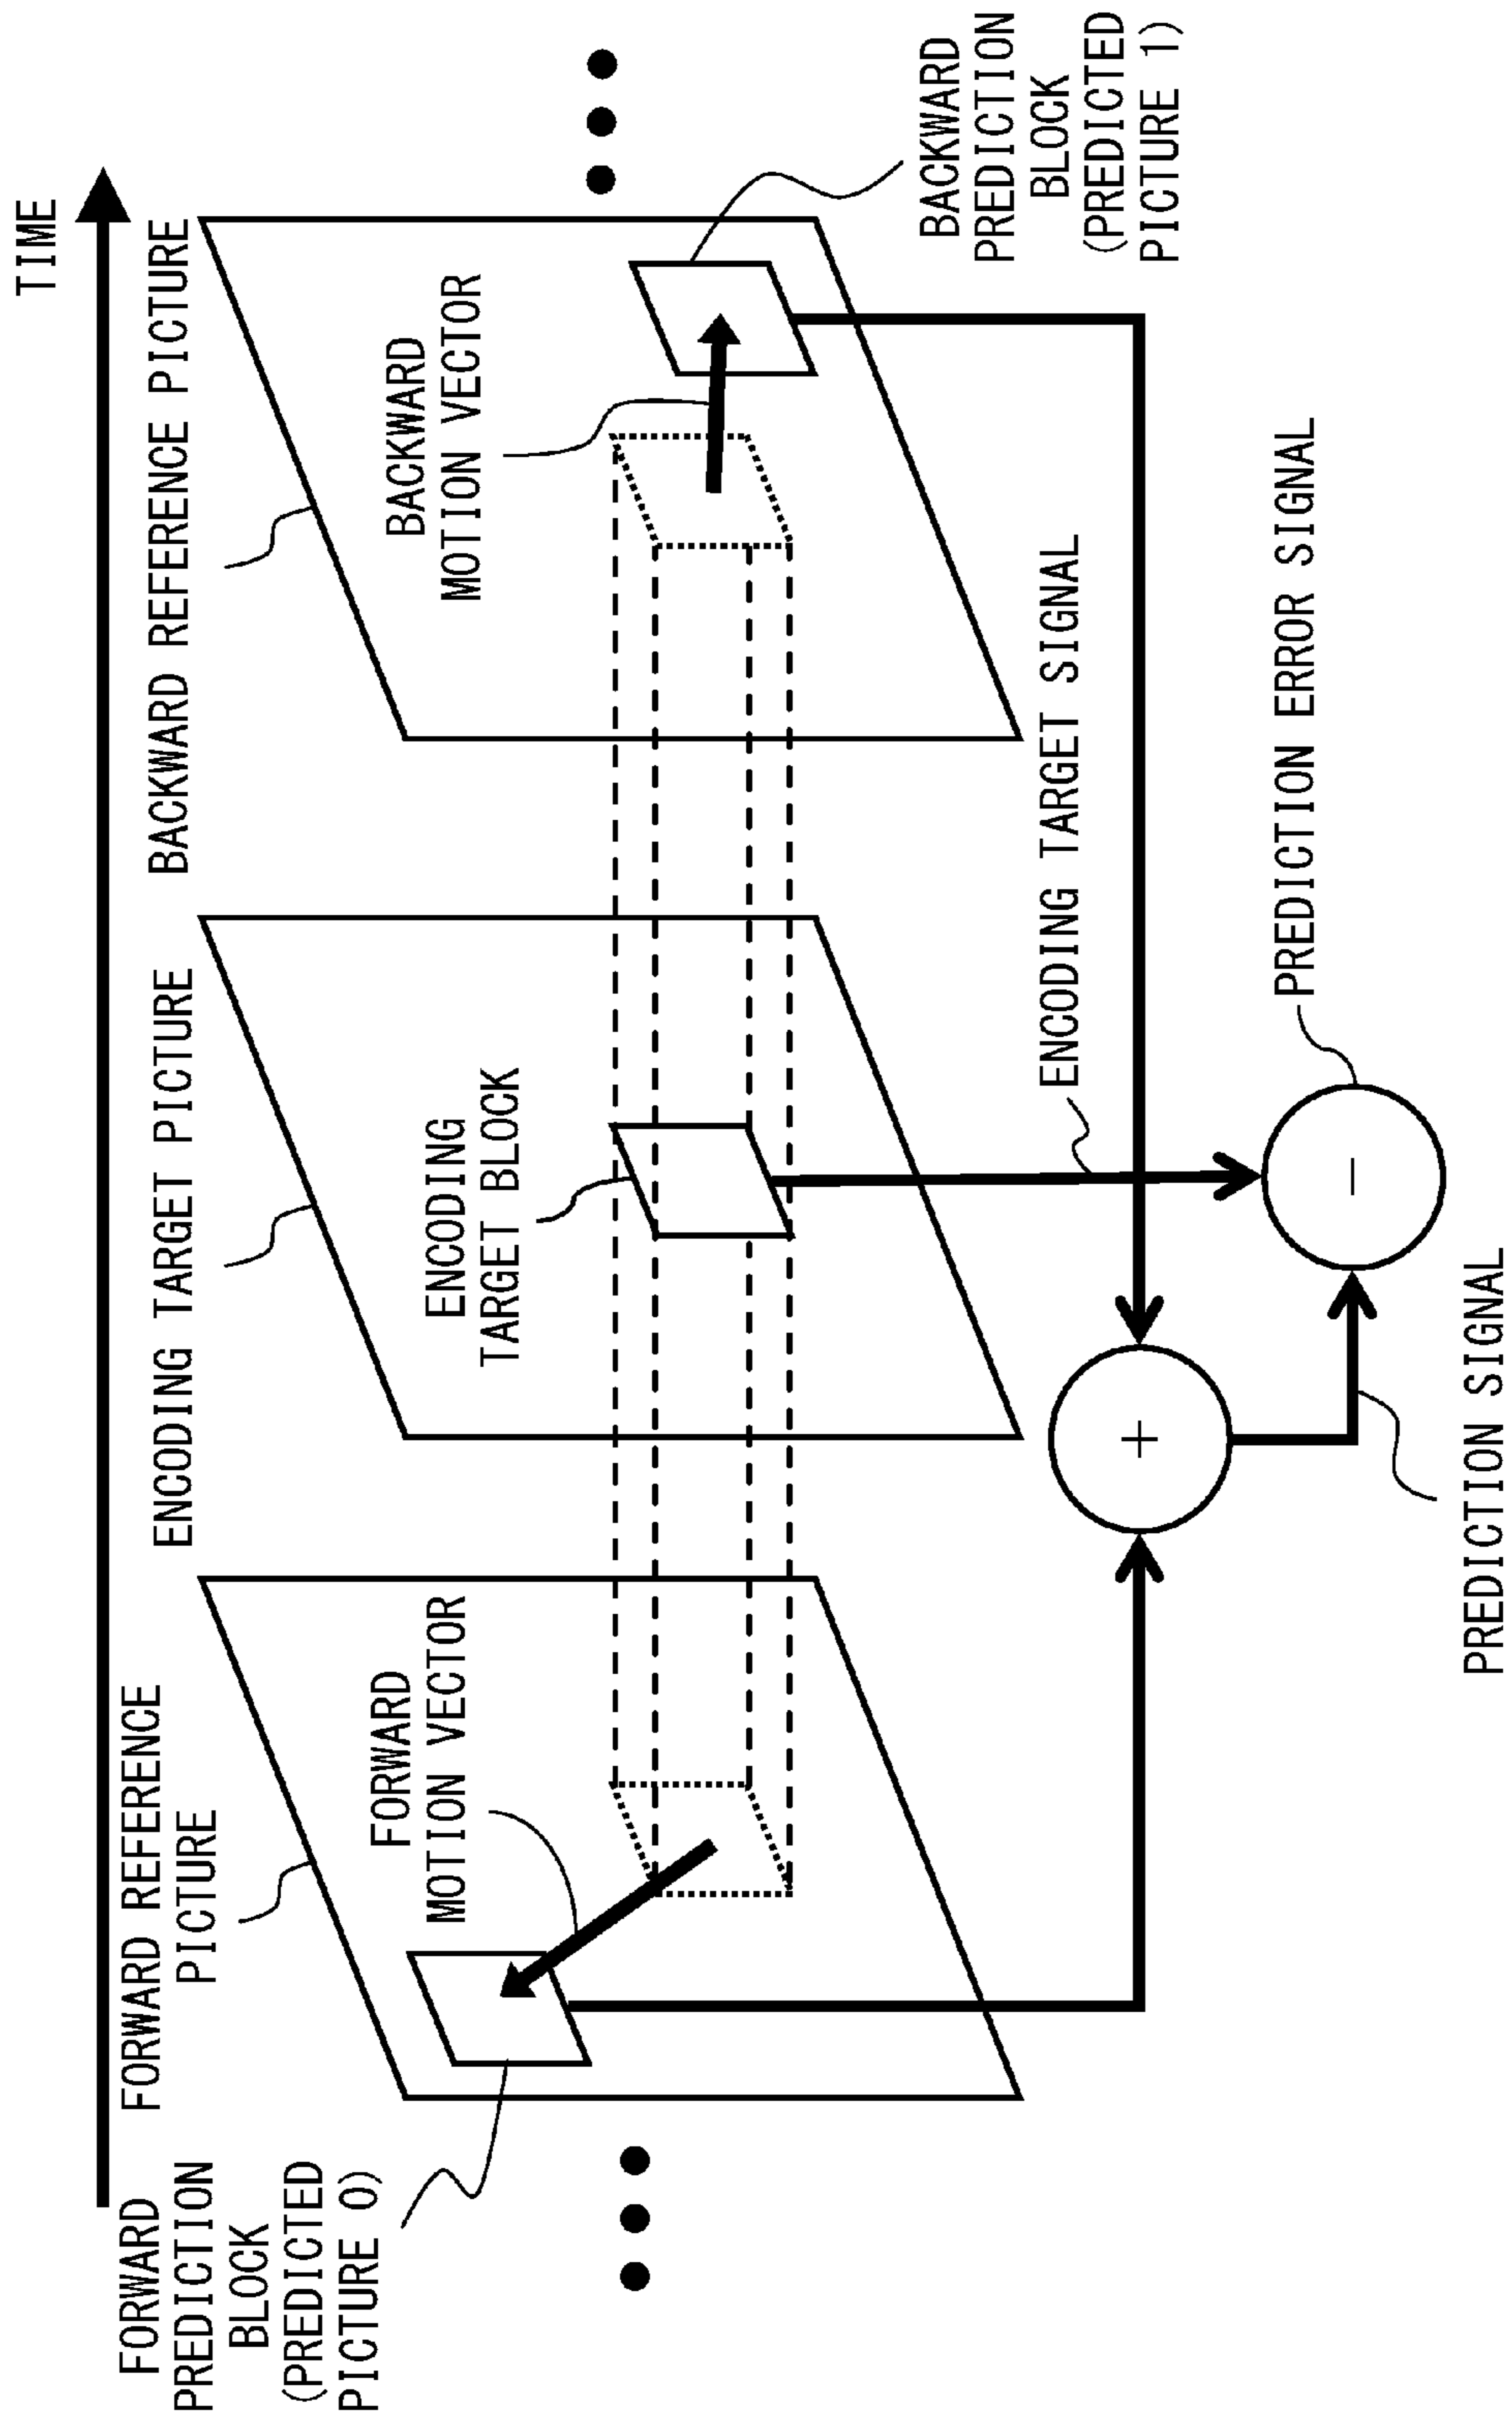 TIME
FORWARD
PREDICTION
BLOCK
(PREDICTED
PICTURE 0)
FORWARD REFERENCE
PICTURE
ENCODING TARGET PICTURE
BACKWARD REFERENCE PICTURE
FORWARD
MOTION VECTOR
ENCODING
TARGET BLOCK
BACKWARD
MOTION VECTOR
BACKWARD
PREDICTION
BLOCK
(PREDICTED
PICTURE 1)
ENCODING TARGET SIGNAL
+
−
PREDICTION ERROR SIGNAL
PREDICTION SIGNAL